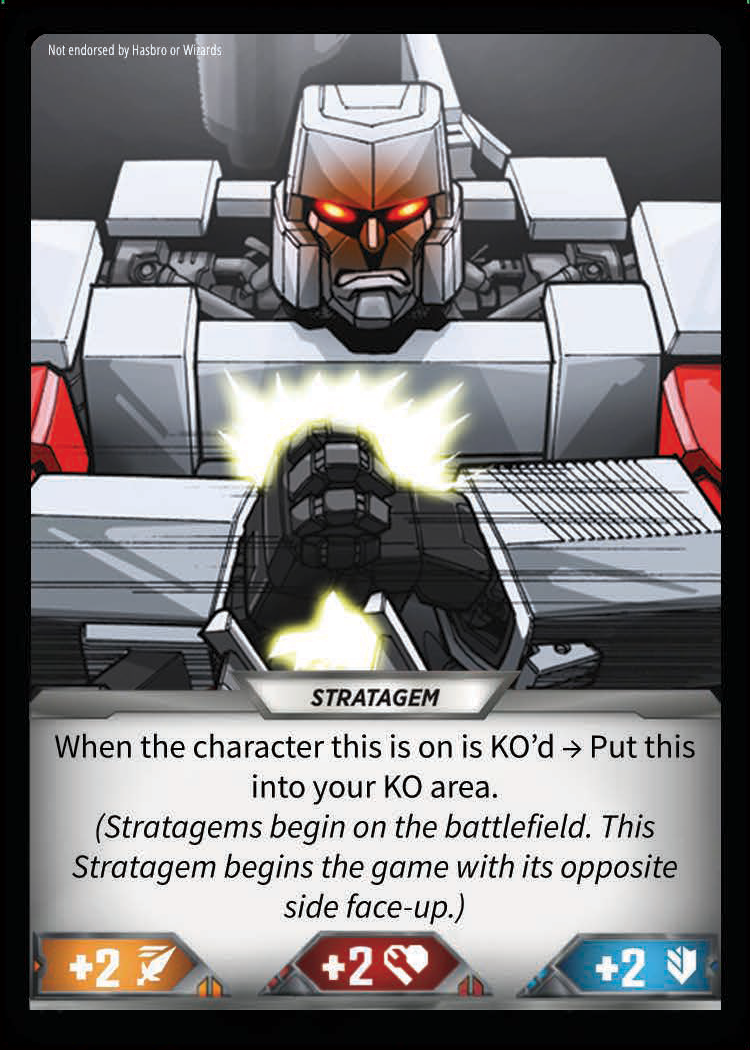 Not endorsed by Hasbro or Wizards
STRATAGEM
When the character this is on is KO’d → Put this
into your KO area.
(Stratagems begin on the battlefield. This
Stratagem begins the game with its opposite
side face-up.)
+2 +2 +2